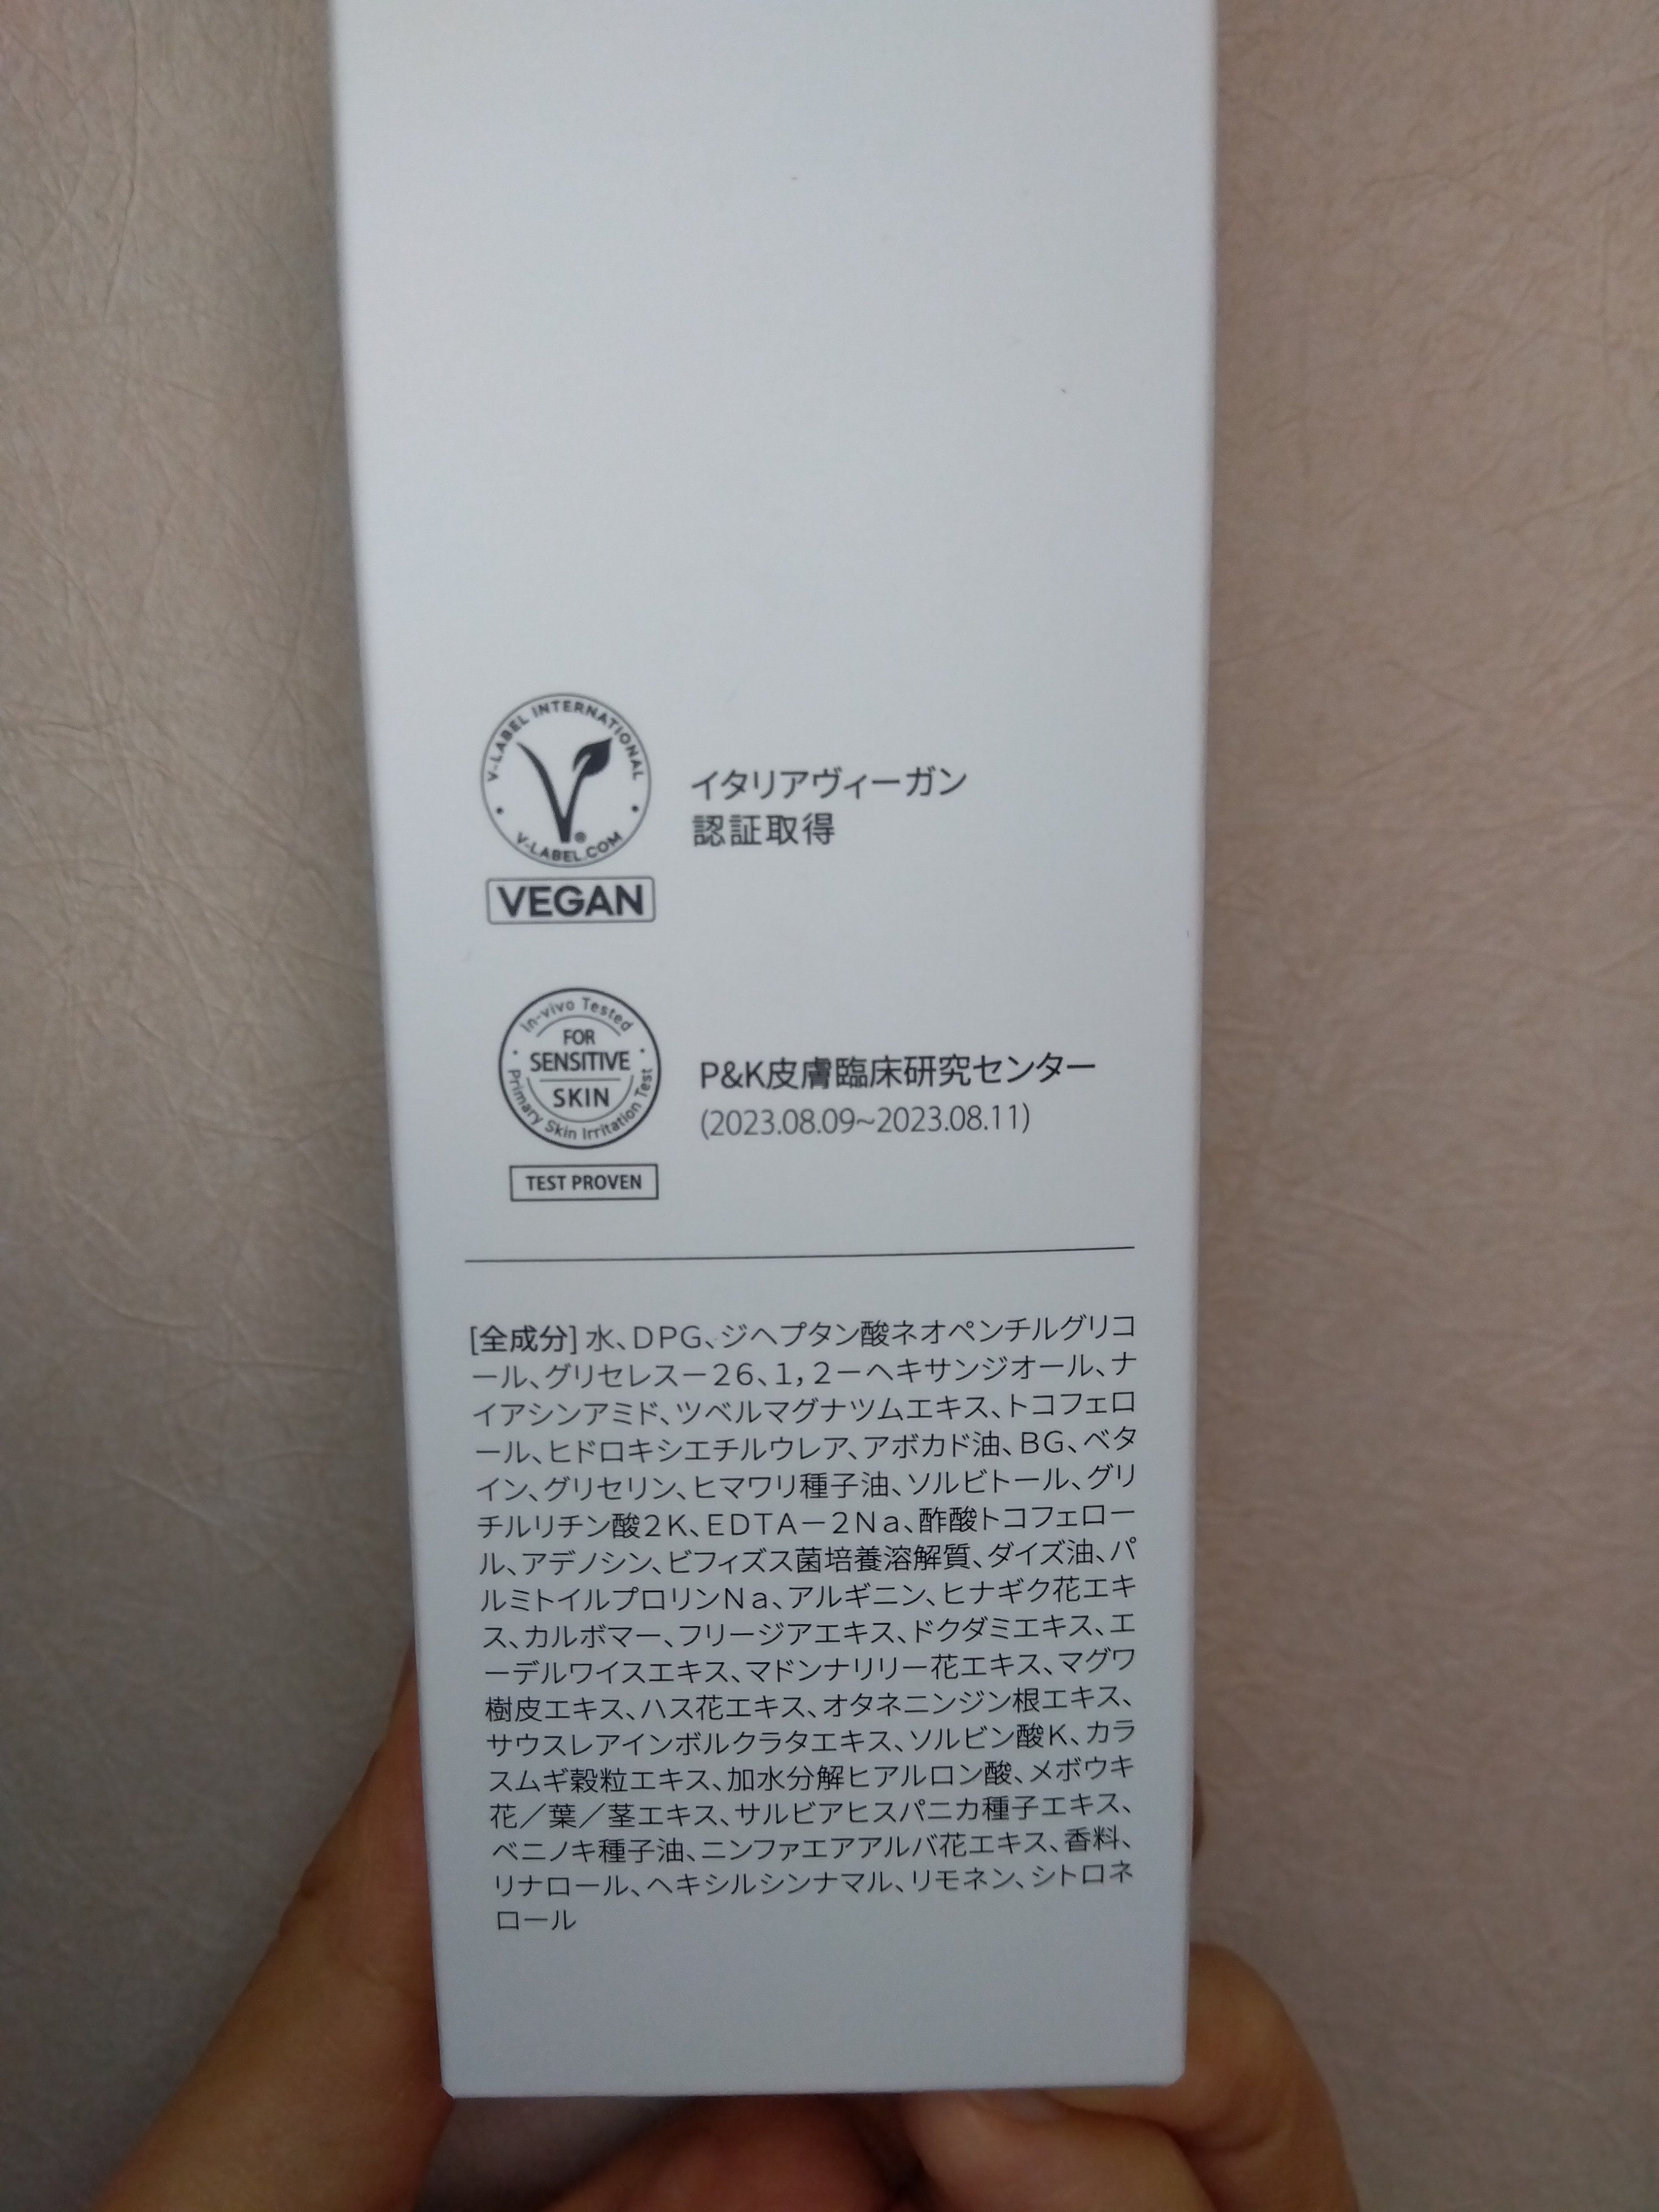 V-LABEL INTERNATIONAL
V
®
V-LABEL.COM
VEGAN
イタリアヴィーガン
認証取得
In-vivo Tested
FOR
SENSITIVE
SKIN
Primary Skin Irritation Test
TEST PROVEN
P&K皮膚臨床研究センター
(2023.08.09~2023.08.11)
[全成分] 水、DPG、ジヘプタン酸ネオペンチルグリコ
ール、グリセレス－26、1，2－ヘキサンジオール、ナ
イアシンアミド、ツベルマグナツムエキス、トコフェロ
ール、ヒドロキシエチルウレア、アボカド油、BG、ベタ
イン、グリセリン、ヒマワリ種子油、ソルビトール、グリ
チルリチン酸2K、EDTA－2Na、酢酸トコフェロー
ル、アデノシン、ビフィズス菌培養溶解質、ダイズ油、パ
ルミトイルプロリンNa、アルギニン、ヒナギク花エキ
ス、カルボマー、フリージアエキス、ドクダミエキス、エ
ーデルワイスエキス、マドンナリリー花エキス、マグワ
樹皮エキス、ハス花エキス、オタネニンジン根エキス、
サウスレアインボルクラタエキス、ソルビン酸K、カラ
スムギ穀粒エキス、加水分解ヒアルロン酸、メボウキ
花／葉／茎エキス、サルビアヒスパニカ種子エキス、
ベニノキ種子油、ニンファエアアルバ花エキス、香料、
リナロール、ヘキシルシンナマル、リモネン、シトロネ
ロール